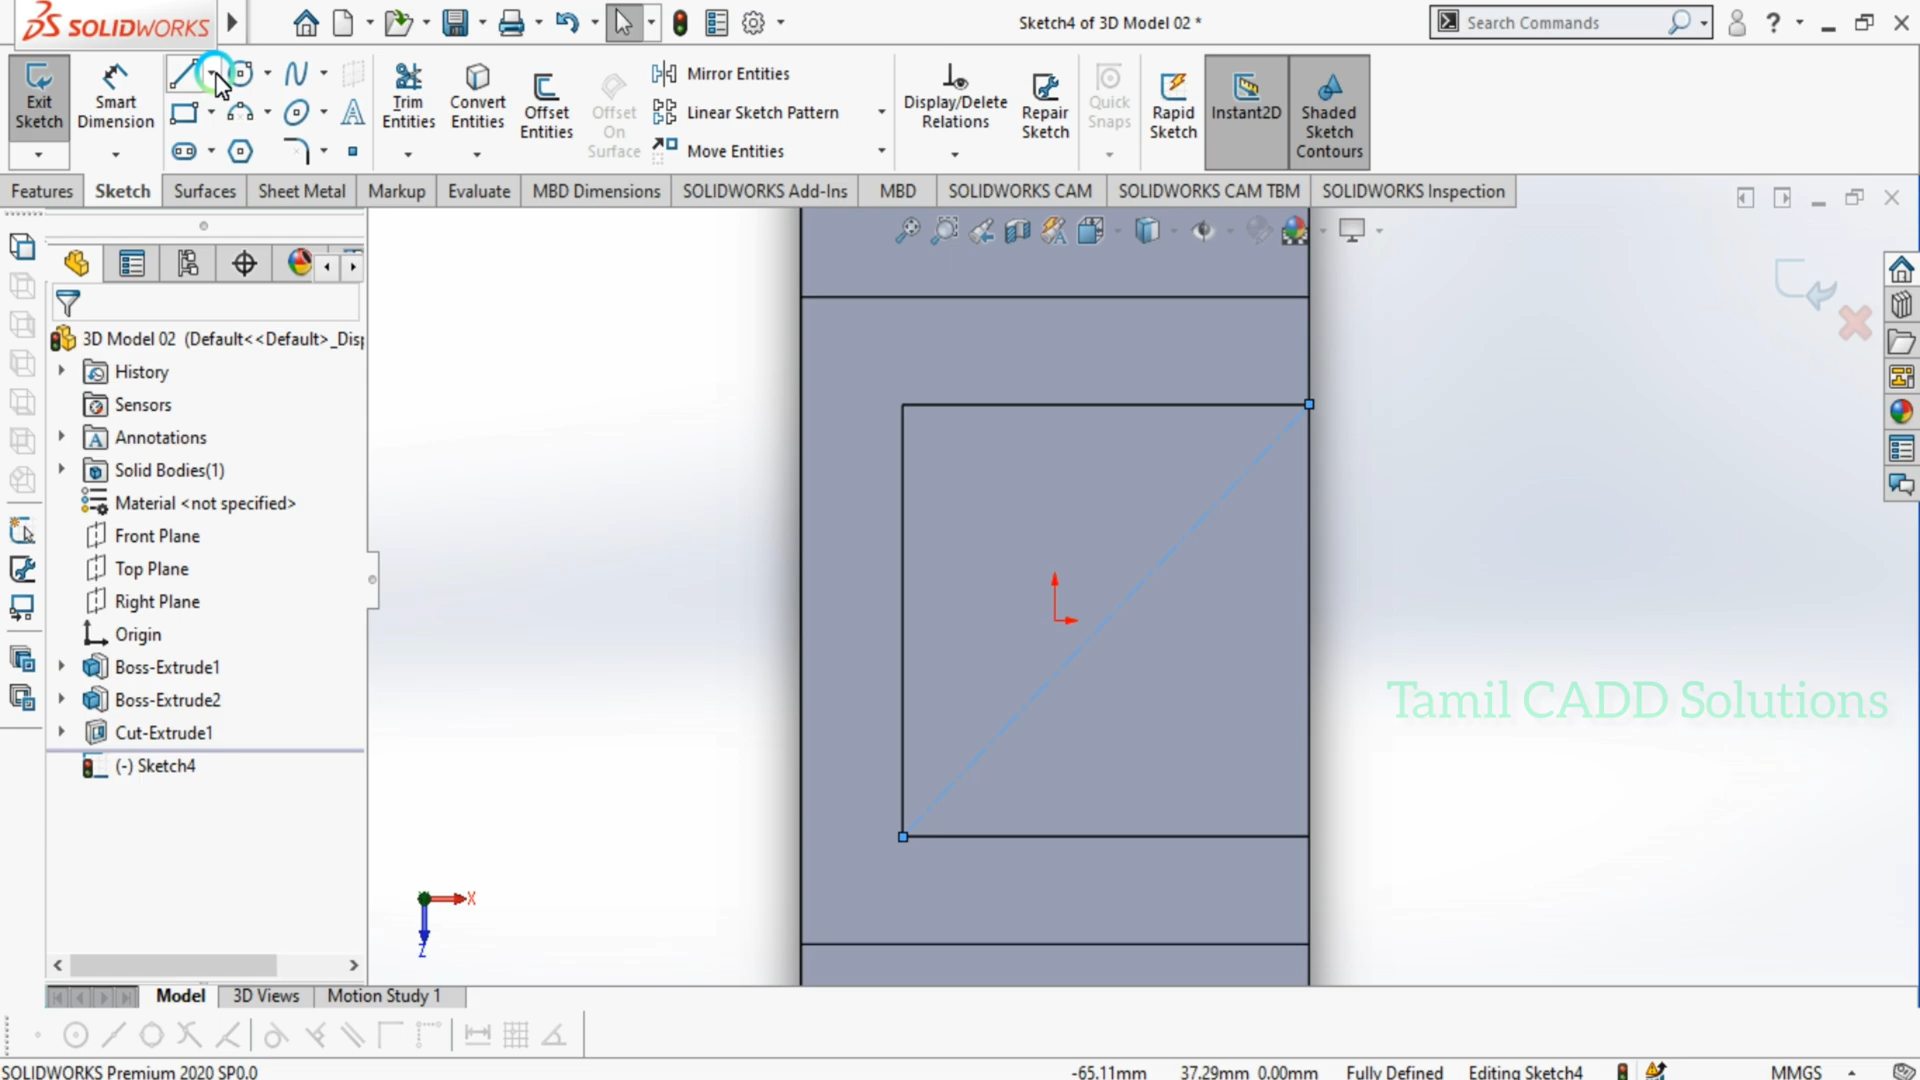 SOLIDWORKS
Sketch4 of 3D Model 02 *
Search Commands
Exit Sketch
Smart Dimension
Trim Entities
Convert Entities
Offset Entities
Offset On Surface
Mirror Entities
Linear Sketch Pattern
Move Entities
Display/Delete Relations
Repair Sketch
Quick Snaps
Rapid Sketch
Instant2D
Shaded Sketch Contours
Features
Sketch
Surfaces
Sheet Metal
Markup
Evaluate
MBD Dimensions
SOLIDWORKS Add-Ins
MBD
SOLIDWORKS CAM
SOLIDWORKS CAM TBM
SOLIDWORKS Inspection
3D Model 02 (Default<<Default>_Disp
History
Sensors
Annotations
Solid Bodies(1)
Material <not specified>
Front Plane
Top Plane
Right Plane
Origin
Boss-Extrude1
Boss-Extrude2
Cut-Extrude1
(-) Sketch4
Tamil CADD Solutions
X
Z
Model
3D Views
Motion Study 1
SOLIDWORKS Premium 2020 SP0.0
-65.11mm
37.29mm 0.00mm
Fully Defined
Editing Sketch4
MMGS